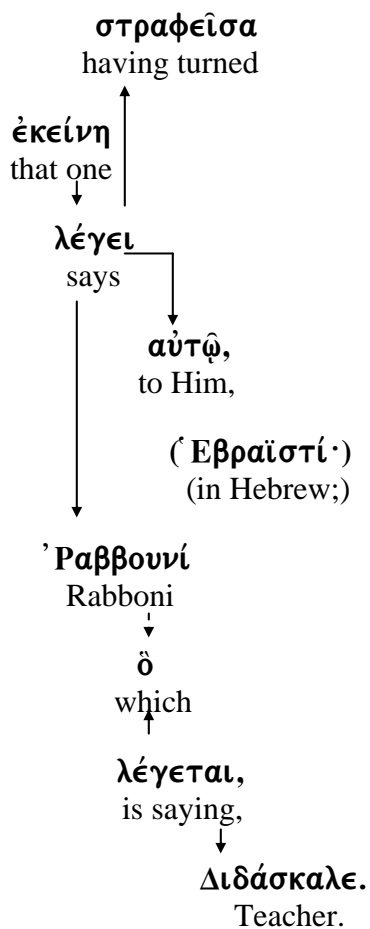 στραφεῖσα
having turned
ἐκείνη
that one
λέγει
says
αὐτῷ,
to Him,
(Ἑβραϊστί·)
(in Hebrew;)
᾿Ραββουνί
Rabboni
ὃ
which
λέγεται,
is saying,
Διδάσκαλε.
Teacher.